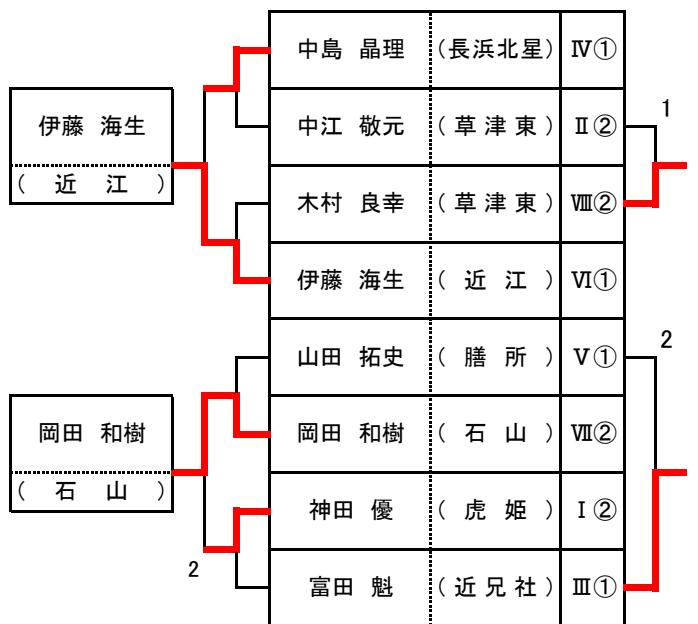 中島 晶理 (長浜北星) Ⅳ①
伊藤 海生
(近江)
中江 敬元 (草津東) Ⅱ② 1
木村 良幸 (草津東) Ⅷ②
伊藤 海生 (近江) Ⅵ①
山田 拓史 (膳所) Ⅴ① 2
岡田 和樹
(石山)
岡田 和樹 (石山) Ⅶ②
神田 優 (虎姫) Ⅰ②
2
富田 魁 (近兄社) Ⅲ①